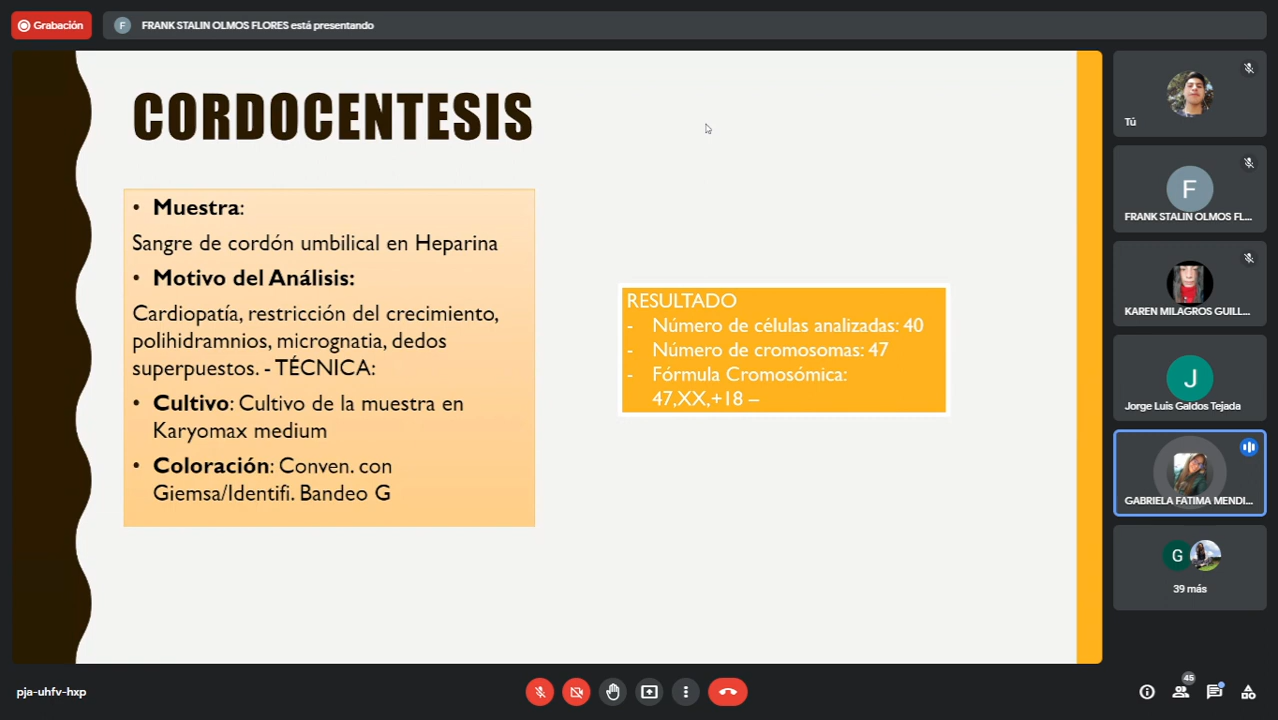 Grabación
F
FRANK STALIN OLMOS FLORES está presentando
CORDOCENTESIS
• Muestra:
Sangre de cordón umbilical en Heparina
• Motivo del Análisis:
Cardiopatía, restricción del crecimiento,
polihidramnios, micrognatia, dedos
superpuestos. - TÉCNICA:
• Cultivo: Cultivo de la muestra en
Karyomax medium
• Coloración: Conven. con
Giemsa/Identifi. Bandeo G
RESULTADO
- Número de células analizadas: 40
- Número de cromosomas: 47
- Fórmula Cromosómica:
47,XX,+18 –
Tú
F
FRANK STALIN OLMOS FL...
KAREN MILAGROS GUILL...
J
Jorge Luis Galdos Tejada
GABRIELA FATIMA MENDI...
G
39 más
pja-uhfv-hxp
45